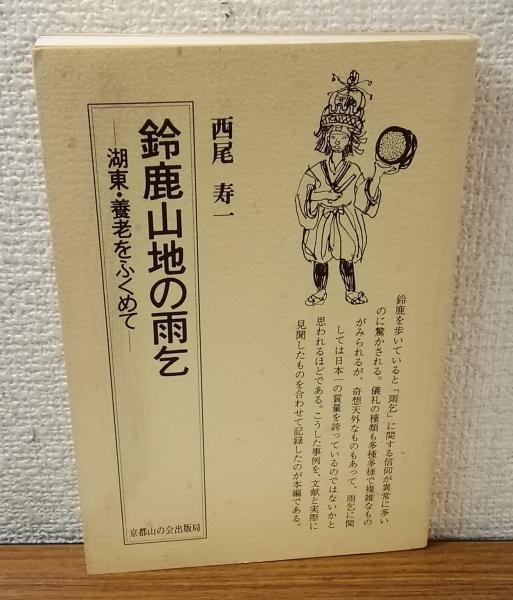 鈴鹿山地の雨乞
―湖東・養老をふくめて
西尾 寿一
鈴鹿を歩いていると「雨乞」に関する信仰が異常に多い
のに驚かされる。儀礼の種類も多種多様で複雑なもの
がみられるが、奇想天外なものもあって、雨乞に関
しては日本一の質量を誇っているのではないかと
思われるほどである。こうした事例を、文献と実際に
見聞したものを合わせて記録したのが本編である。
京都山の会出版局